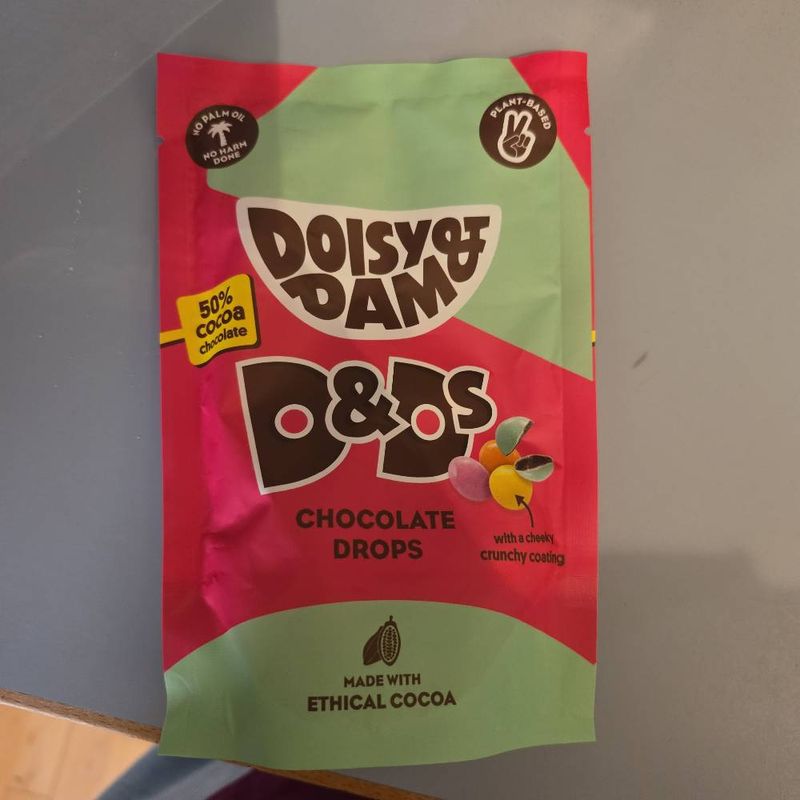 NO PALM OIL
NO HARM
DONE
PLANT-BASED
DOISY &
DAM
50%
cocoa
chocolate
D&Ds
CHOCOLATE
DROPS
with a cheeky
crunchy coating
MADE WITH
ETHICAL COCOA